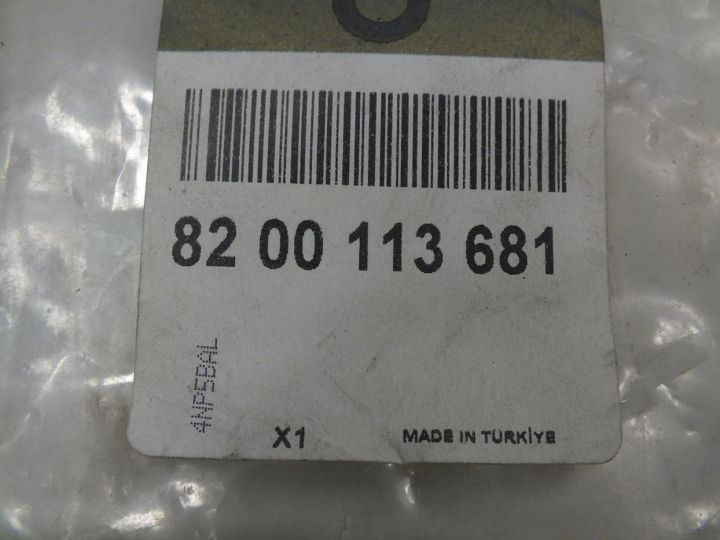 82 00 113 681
4NP5BAL
X1
MADE IN TÜRKİYE